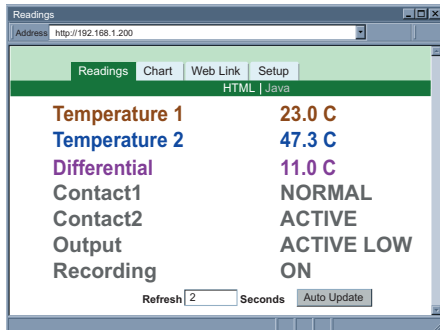 Readings
Address http://192.168.1.200
Readings Chart Web Link Setup
HTML | Java
Temperature 1 23.0 C
Temperature 2 47.3 C
Differential 11.0 C
Contact1 NORMAL
Contact2 ACTIVE
Output ACTIVE LOW
Recording ON
Refresh 2 Seconds Auto Update